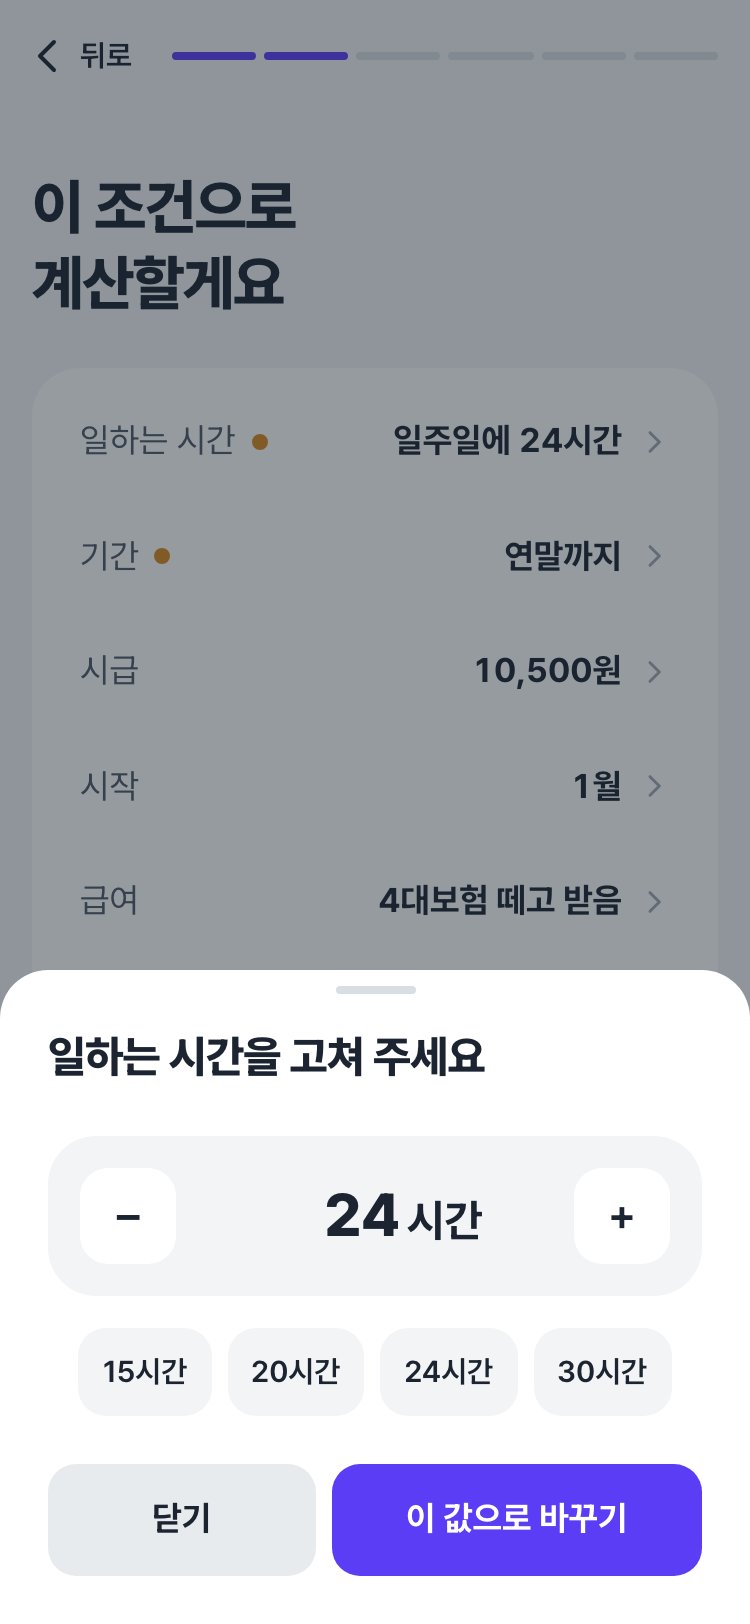 뒤로
이 조건으로
계산할게요
일하는 시간 일주일에 24시간
기간 연말까지
시급 10,500원
시작 1월
급여 4대보험 떼고 받음
일하는 시간을 고쳐 주세요
− 24 시간 +
15시간 20시간 24시간 30시간
닫기 이 값으로 바꾸기